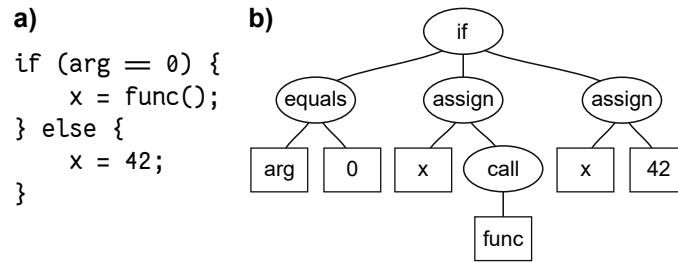 a)
if (arg == 0) {
    x = func();
} else {
    x = 42;
}
b)
if
equals assign assign
arg 0 x call x 42
func